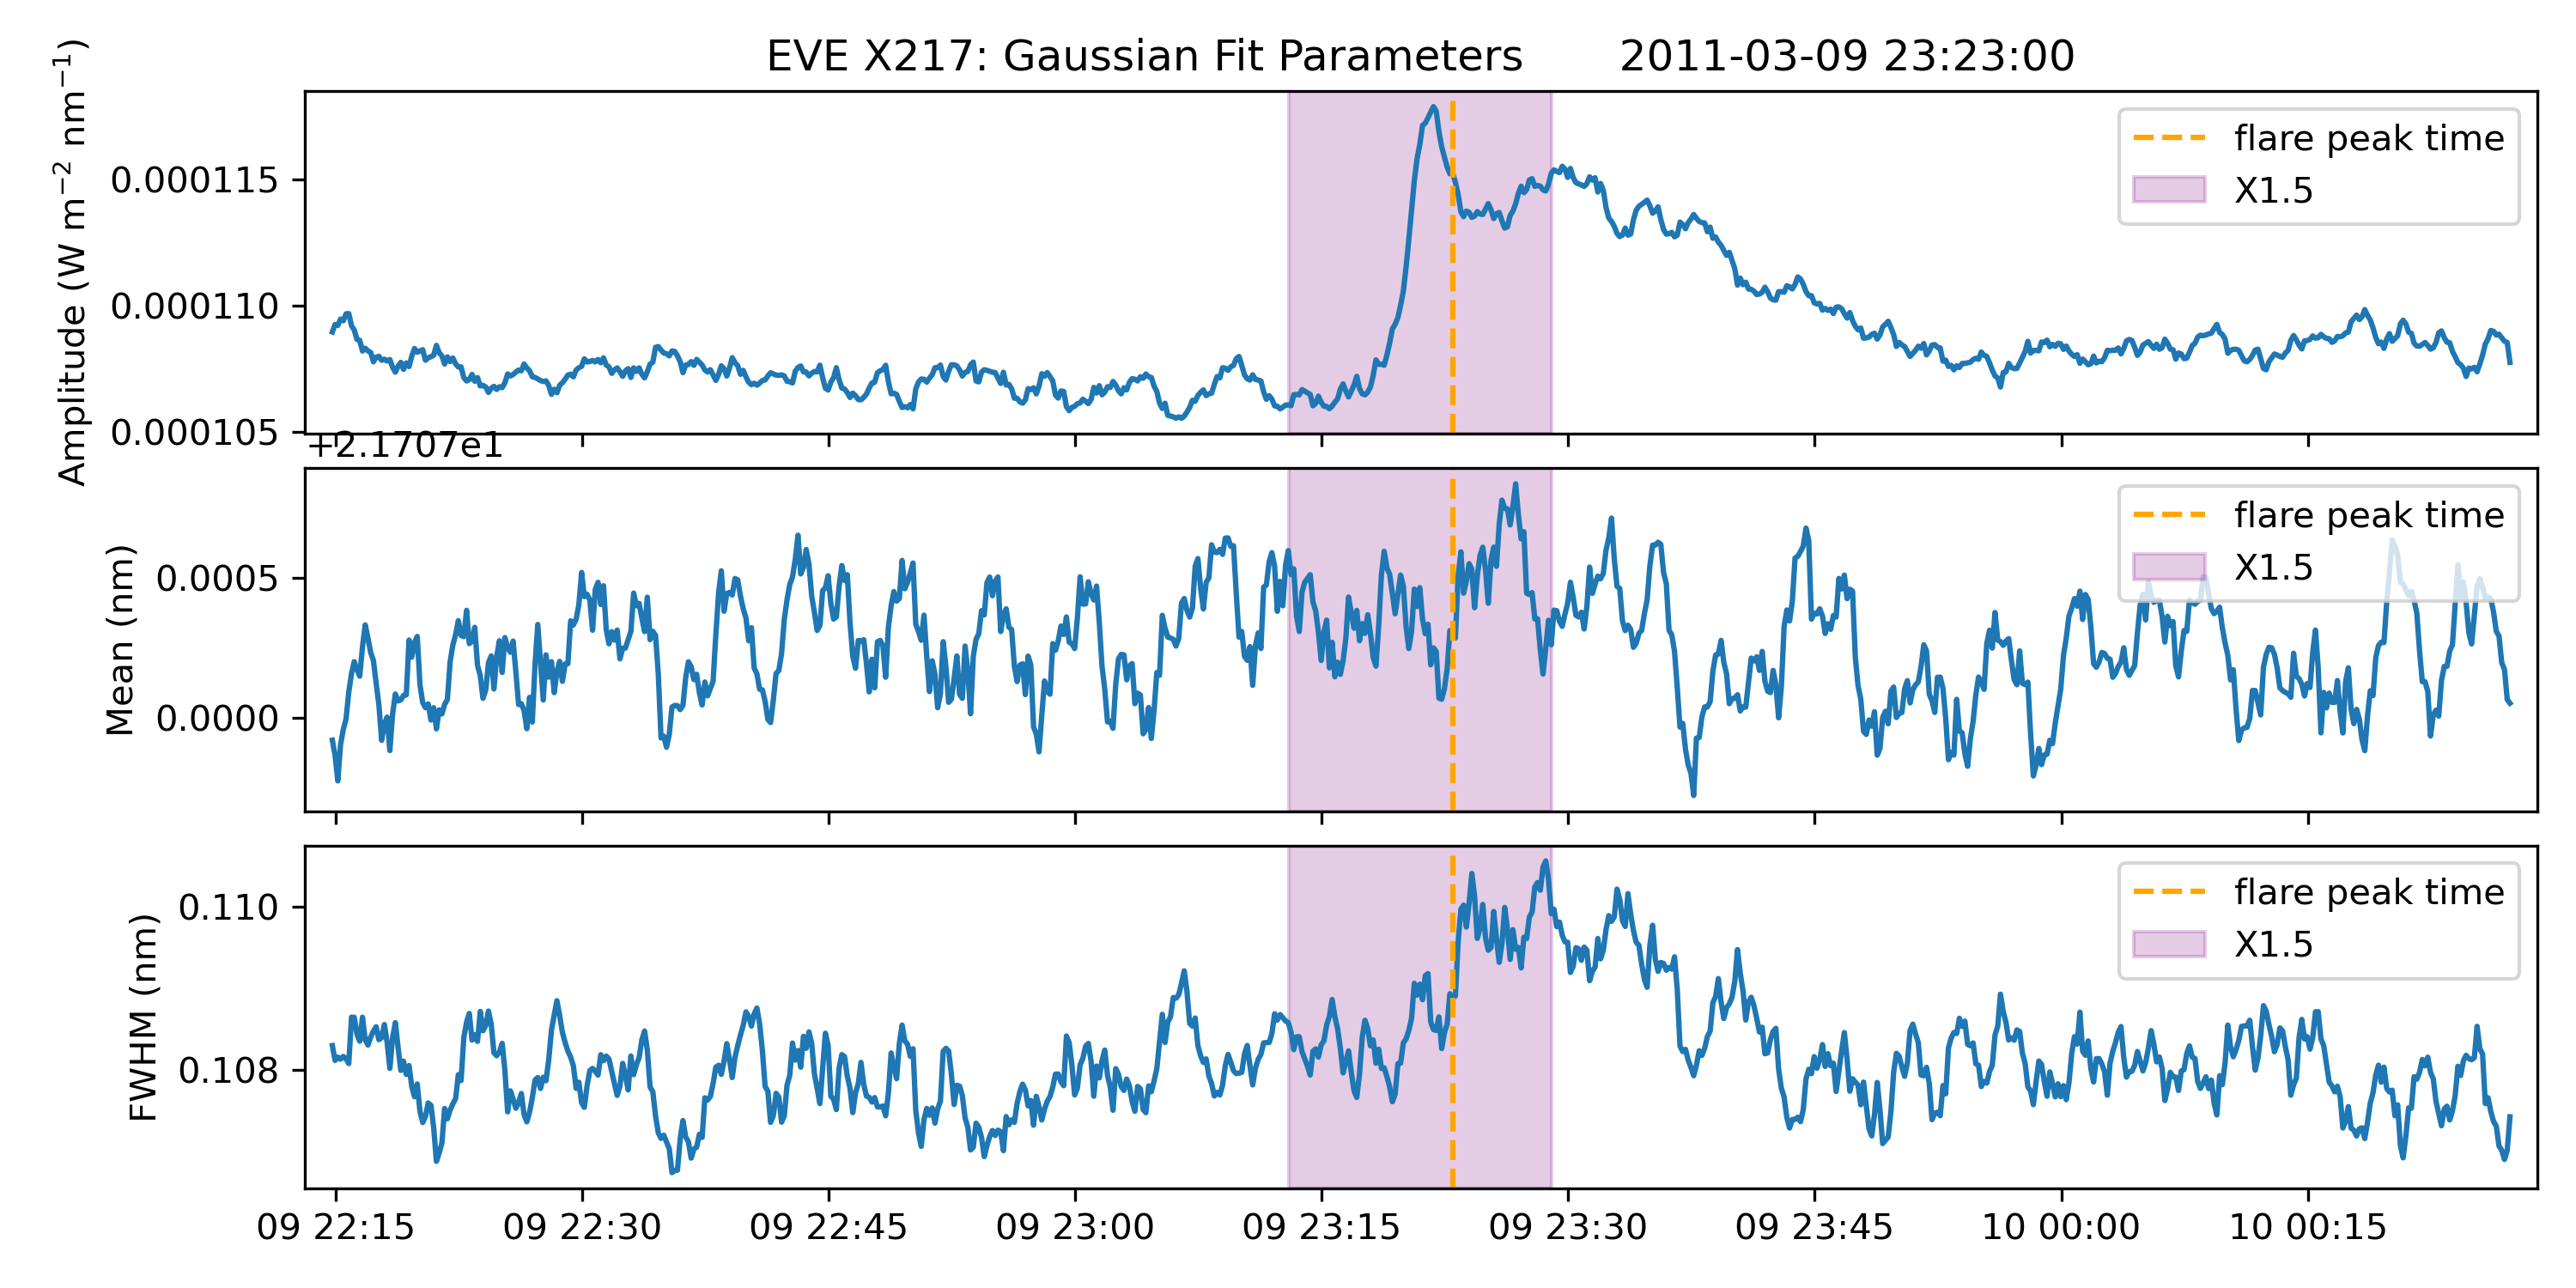 EVE X217: Gaussian Fit Parameters 2011-03-09 23:23:00
Amplitude (W m⁻² nm⁻¹)
0.000115
0.000110
0.000105
flare peak time
X1.5
+2.1707e1
Mean (nm)
0.0005
0.0000
flare peak time
X1.5
FWHM (nm)
0.110
0.108
flare peak time
X1.5
09 22:15 09 22:30 09 22:45 09 23:00 09 23:15 09 23:30 09 23:45 10 00:00 10 00:15